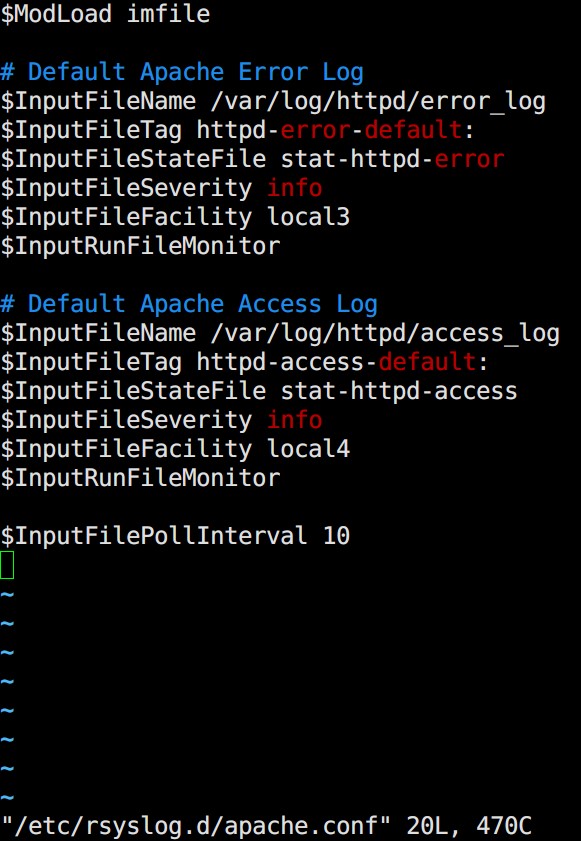 $ModLoad imfile
# Default Apache Error Log
$InputFileName /var/log/httpd/error_log
$InputFileTag httpd-error-default:
$InputFileStateFile stat-httpd-error
$InputFileSeverity info
$InputFileFacility local3
$InputRunFileMonitor
# Default Apache Access Log
$InputFileName /var/log/httpd/access_log
$InputFileTag httpd-access-default:
$InputFileStateFile stat-httpd-access
$InputFileSeverity info
$InputFileFacility local4
$InputRunFileMonitor
$InputFilePollInterval 10
~
~
~
~
~
~
~
~
"/etc/rsyslog.d/apache.conf" 20L, 470C